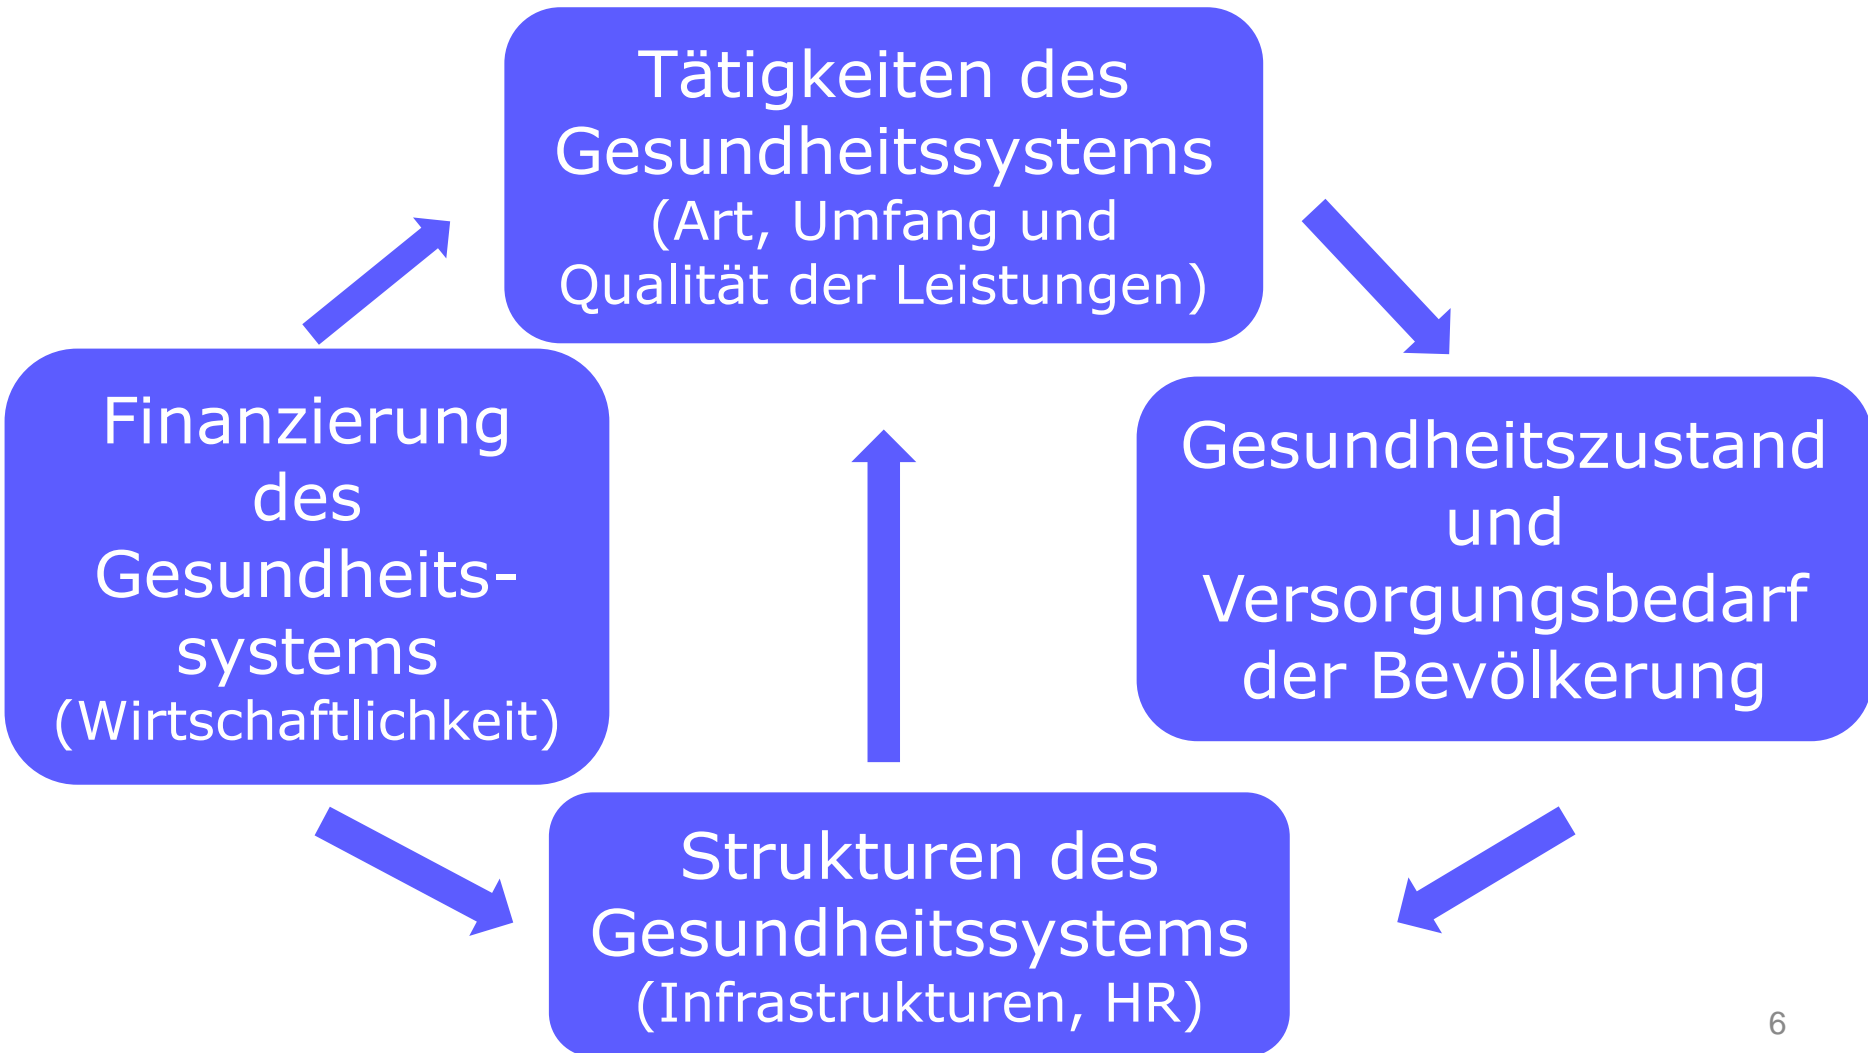 Tätigkeiten des
Gesundheitssystems
(Art, Umfang und
Qualität der Leistungen)
Finanzierung
des
Gesundheits-
systems
(Wirtschaftlichkeit)
Gesundheitszustand
und
Versorgungsbedarf
der Bevölkerung
Strukturen des
Gesundheitssystems
(Infrastrukturen, HR)
6